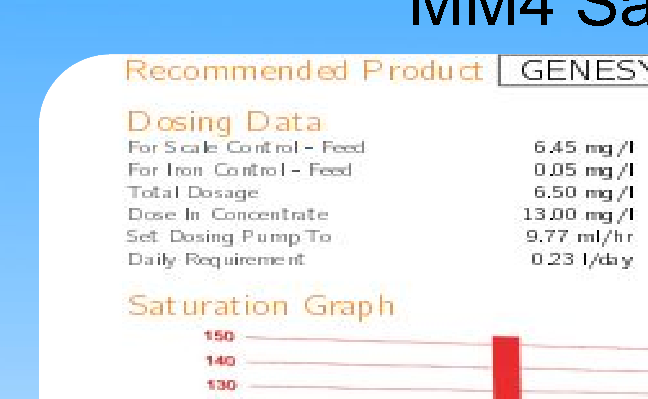 MM4 Sa
Recommended Product GENESY
Dosing Data
For Scale Control - Feed 6.45 mg/l
For Iron Control - Feed 0.05 mg/l
Total Dosage 6.50 mg/l
Dose In Concentrate 13.00 mg/l
Set Dosing Pump To 9.77 ml/hr
Daily Requirement 0.23 l/day
Saturation Graph
150
140
130